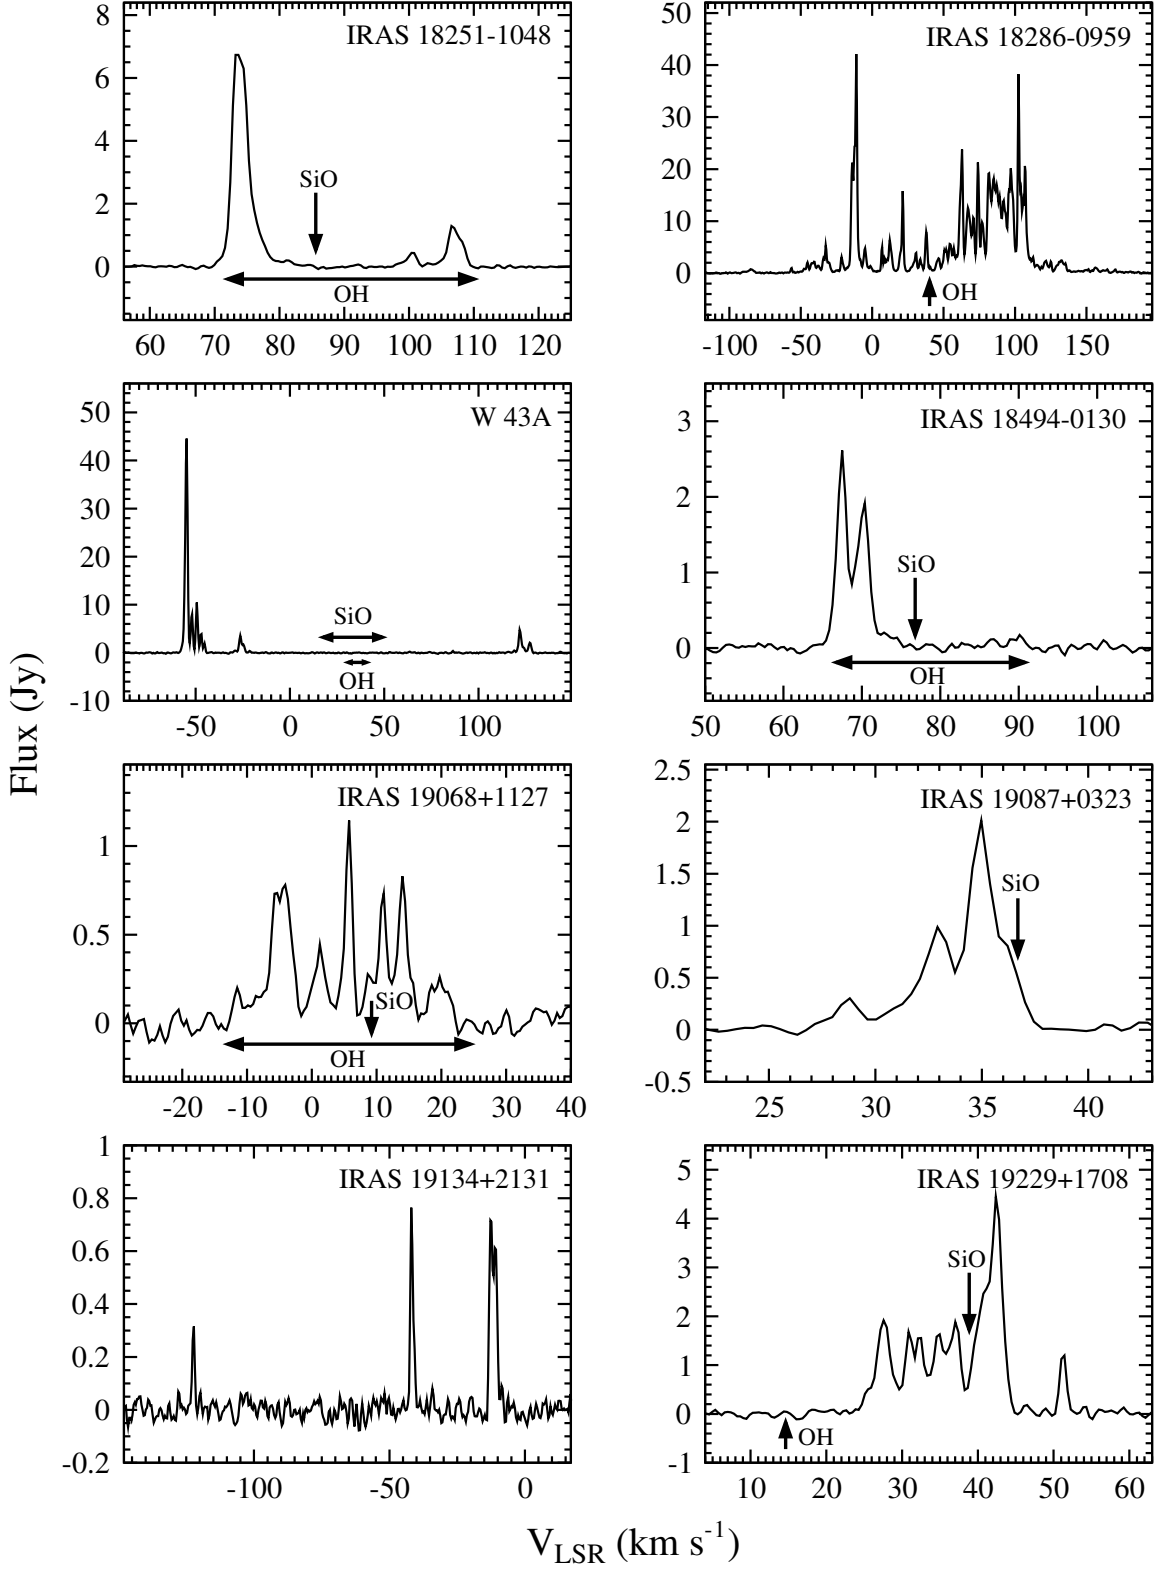 IRAS 18251-1048
8
6
4
2
0
SiO
OH
60 70 80 90 100 110 120
IRAS 18286-0959
50
40
30
20
10
0
OH
-100 -50 0 50 100 150
W 43A
50
40
30
20
10
0
-10
SiO
OH
-50 0 50 100
IRAS 18494-0130
3
2
1
0
SiO
OH
50 60 70 80 90 100
Flux (Jy)
IRAS 19068+1127
1
0.5
0
SiO
OH
-20 -10 0 10 20 30 40
IRAS 19087+0323
2.5
2
1.5
1
0.5
0
-0.5
SiO
25 30 35 40
IRAS 19134+2131
1
0.8
0.6
0.4
0.2
0
-0.2
-100 -50 0
IRAS 19229+1708
5
4
3
2
1
0
-1
SiO
OH
10 20 30 40 50 60
V_LSR (km s⁻¹)